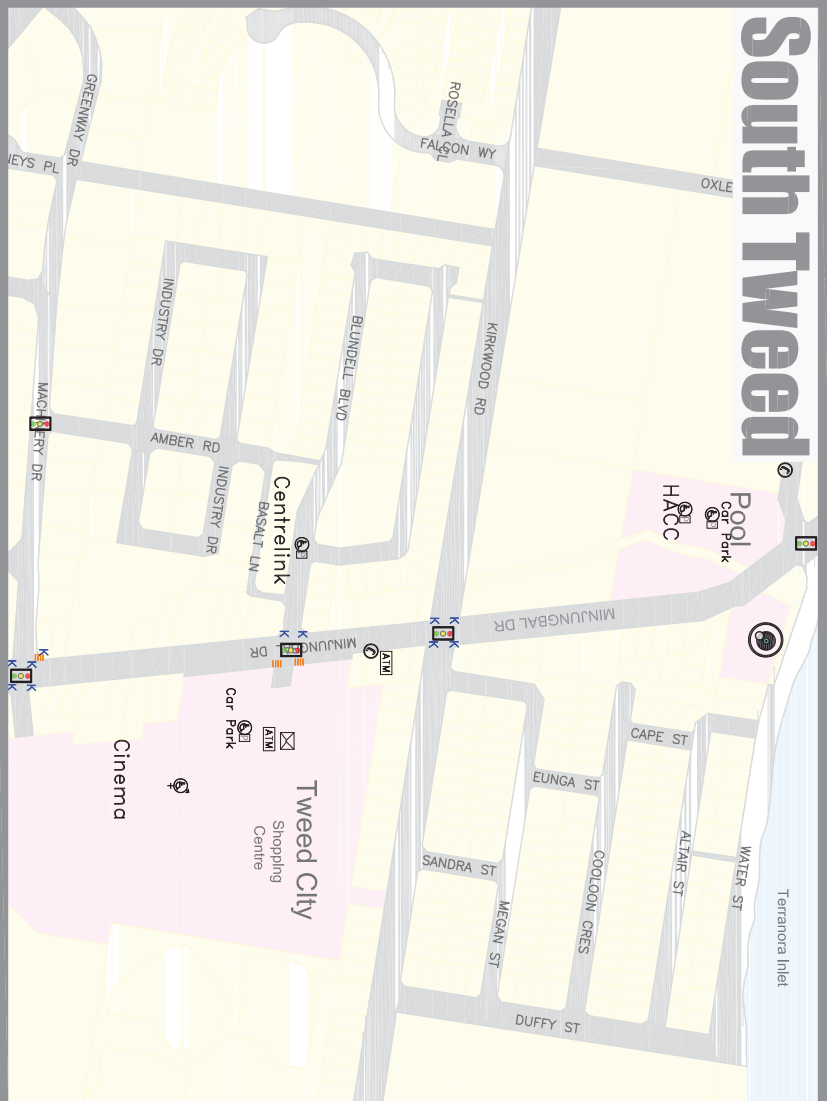 South Tweed
OXLE
ROSELLA CL
FALCON WY
GREENWAY DR
NEYS PL
KIRKWOOD RD
BLUNDELL BLVD
INDUSTRY DR
MACHINERY DR
AMBER RD
INDUSTRY DR
BASALT LN
Centrelink
Pool
Car Park
HACC
MINJUNGBAL DR
MINJUNGBAL DR
K
K
K
K
K
K
K
K
K
K
K
ATM
ATM
Car
Park
Cinema
Tweed City
Shopping
Centre
CAPE ST
EUNGA ST
SANDRA ST
MEGAN ST
COOLOON CRES
ALTAIR ST
WATER ST
DUFFY ST
Terranora Inlet